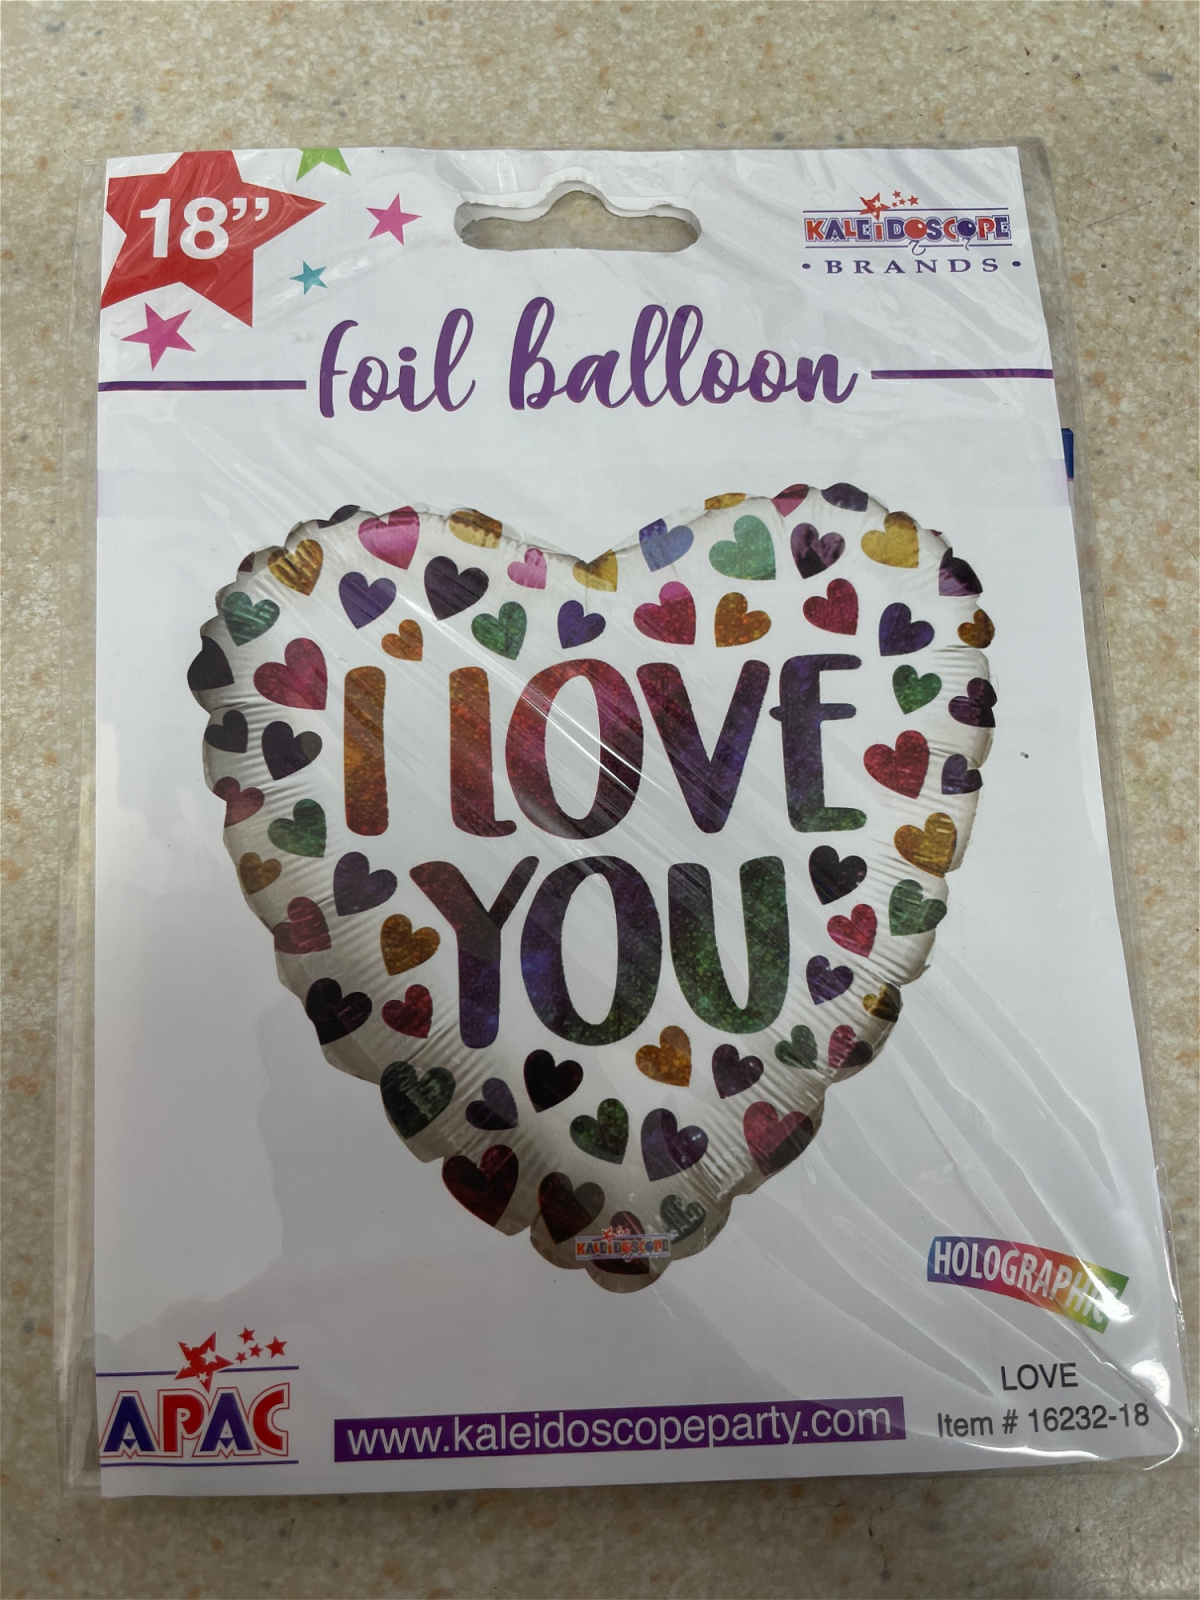 18”
KALEIDOSCOPE
• BRANDS •
foil balloon
I LOVE
YOU
KALEIDOSCOPE
HOLOGRAPHIC
LOVE
Item # 16232-18
APAC
www.kaleidoscopeparty.com